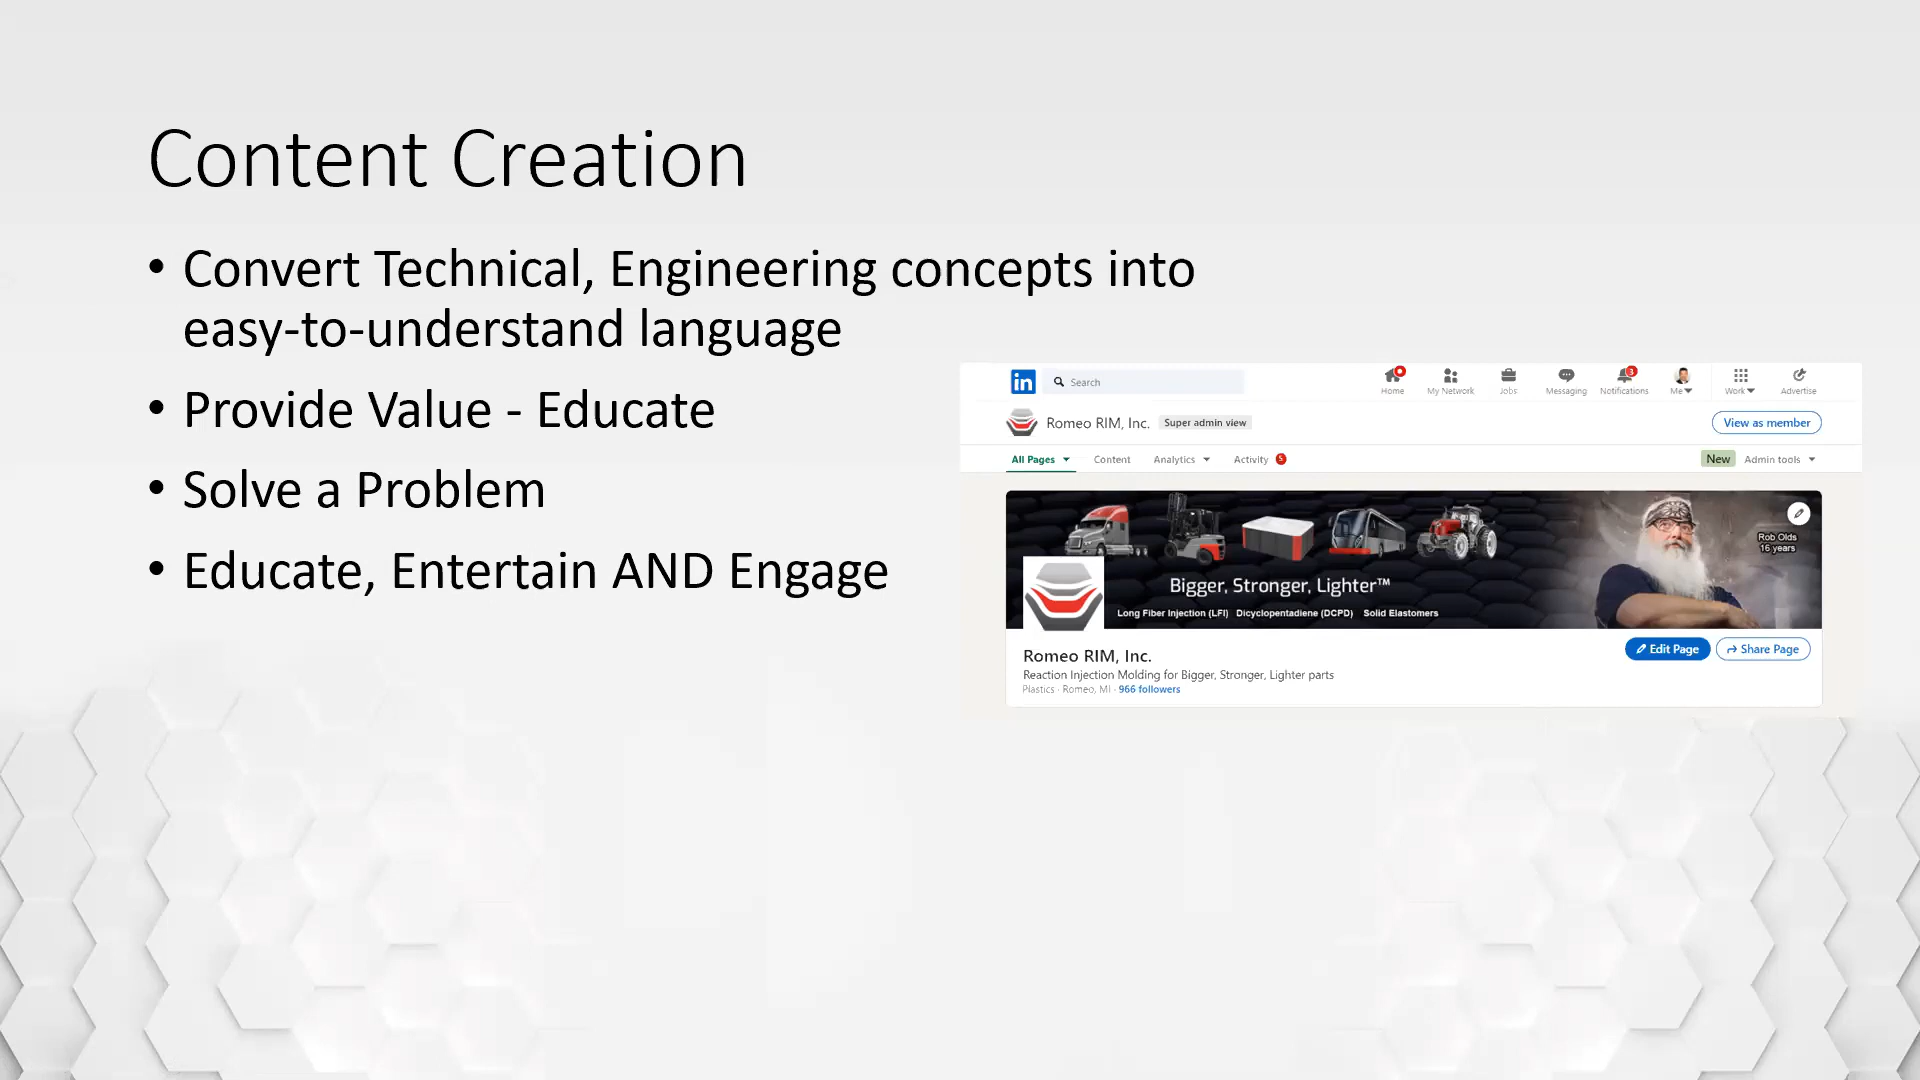 Content Creation
• Convert Technical, Engineering concepts into
easy-to-understand language
• Provide Value - Educate
• Solve a Problem
• Educate, Entertain AND Engage
in
Search
Home
My Network
Jobs
Messaging
3
Notifications
Me
Work
Advertise
Romeo RIM, Inc.
Super admin view
View as member
All Pages
Content
Analytics
Activity
5
New
Admin tools
Rob Olds
16 years
Bigger, Stronger, Lighter™
Long Fiber Injection (LFI) Dicyclopentadiene (DCPD) Solid Elastomers
Romeo RIM, Inc.
Edit Page
Share Page
Reaction Injection Molding for Bigger, Stronger, Lighter parts
Plastics · Romeo, MI · 966 followers